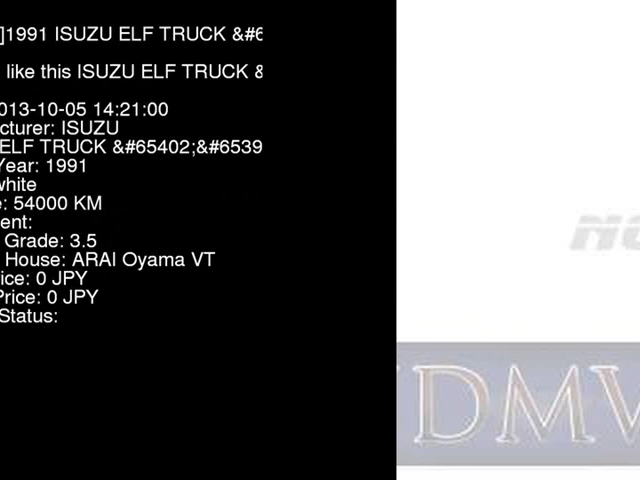 ]1991 ISUZU ELF TRUCK &#6
like this ISUZU ELF TRUCK &
013-10-05 14:21:00
cturer: ISUZU
ELF TRUCK &#65402;&#6539
Year: 1991
white
e: 54000 KM
ent:
Grade: 3.5
House: ARAI Oyama VT
ice: 0 JPY
Price: 0 JPY
Status:
NO
DMV